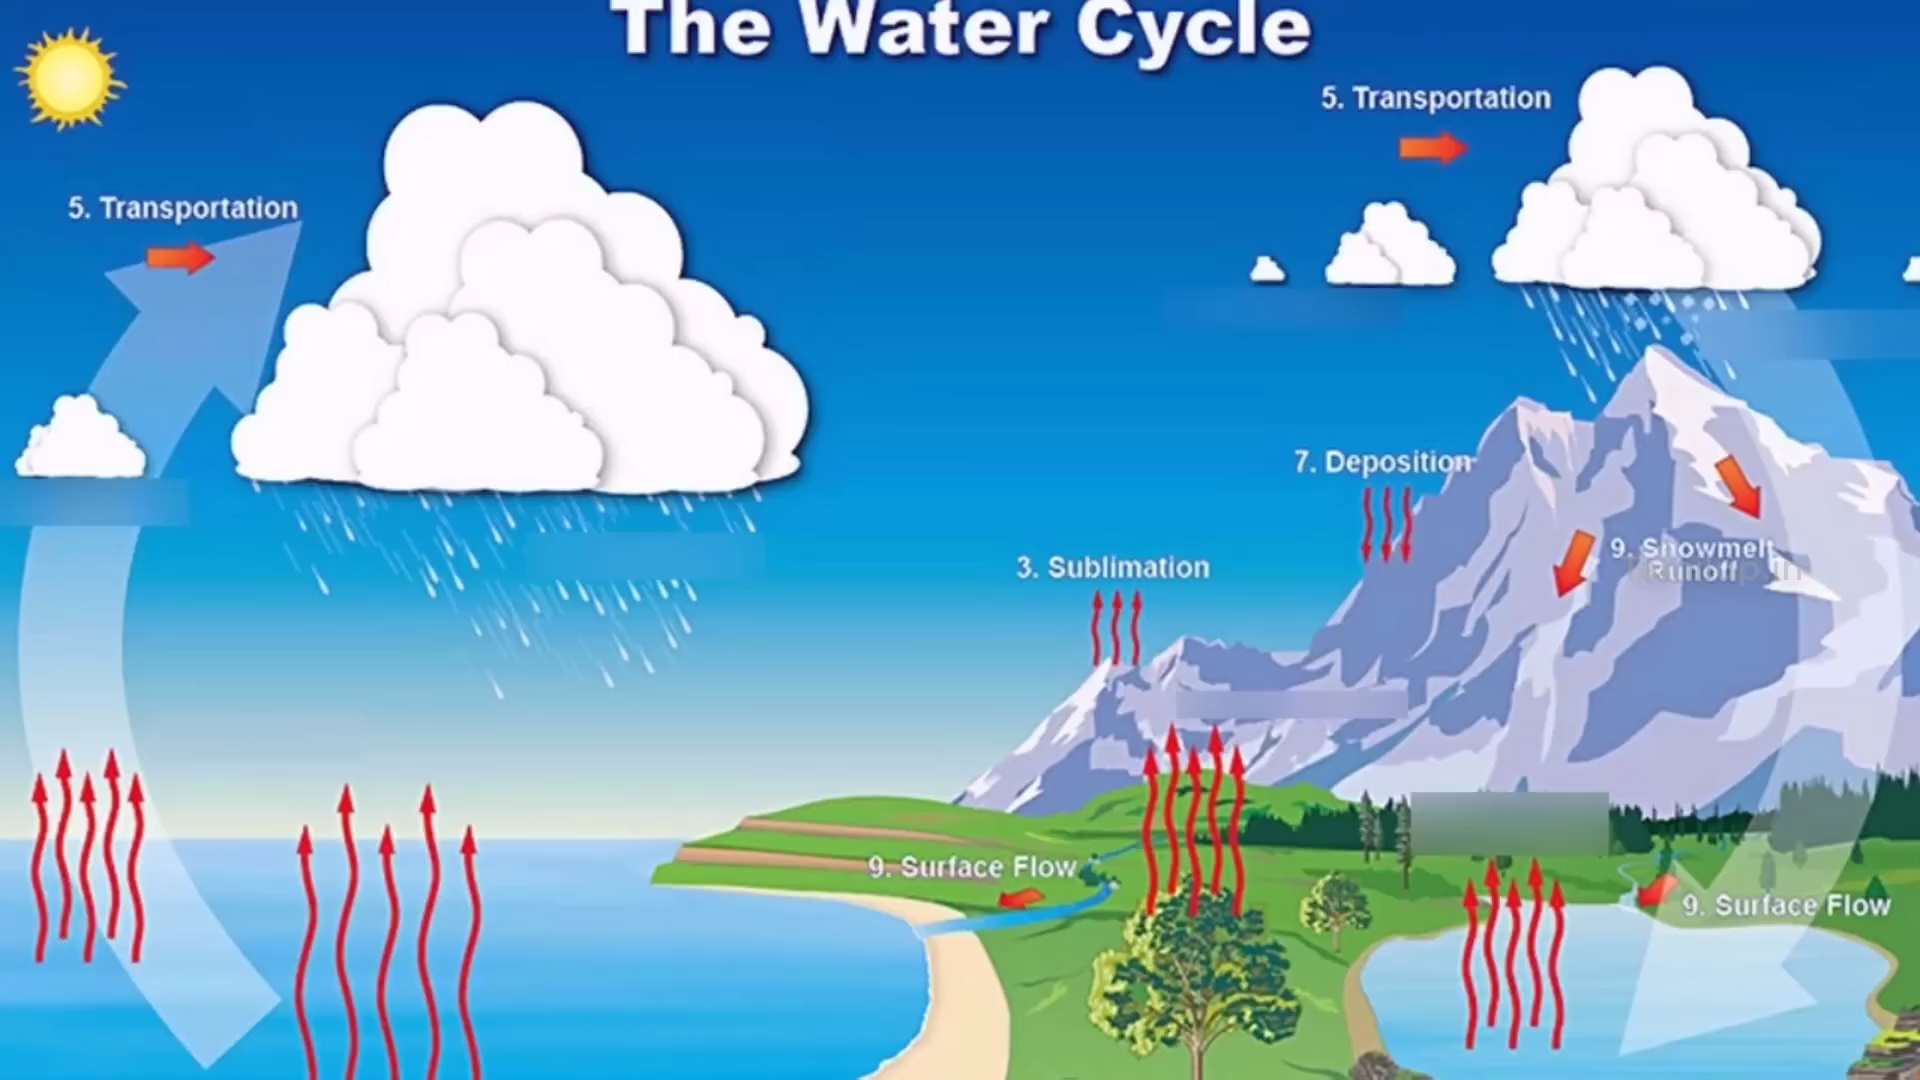 The Water Cycle
5. Transportation
5. Transportation
7. Deposition
3. Sublimation
9. Snowmelt
Runoff
9. Surface Flow
9. Surface Flow